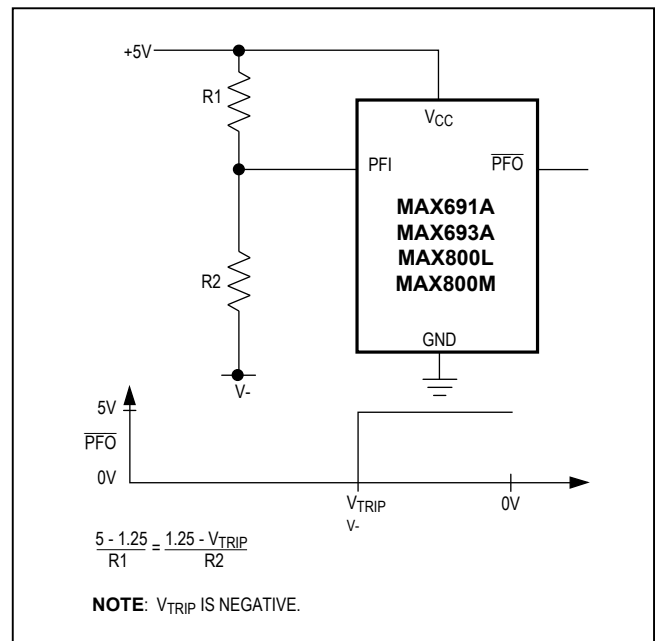 +5V
R1
VCC
PFI
PFO
MAX691A
MAX693A
MAX800L
MAX800M
R2
GND
V-
5V
PFO
0V
VTRIP
0V
V-
5 - 1.25 / R1 = 1.25 - VTRIP / R2
NOTE: VTRIP IS NEGATIVE.